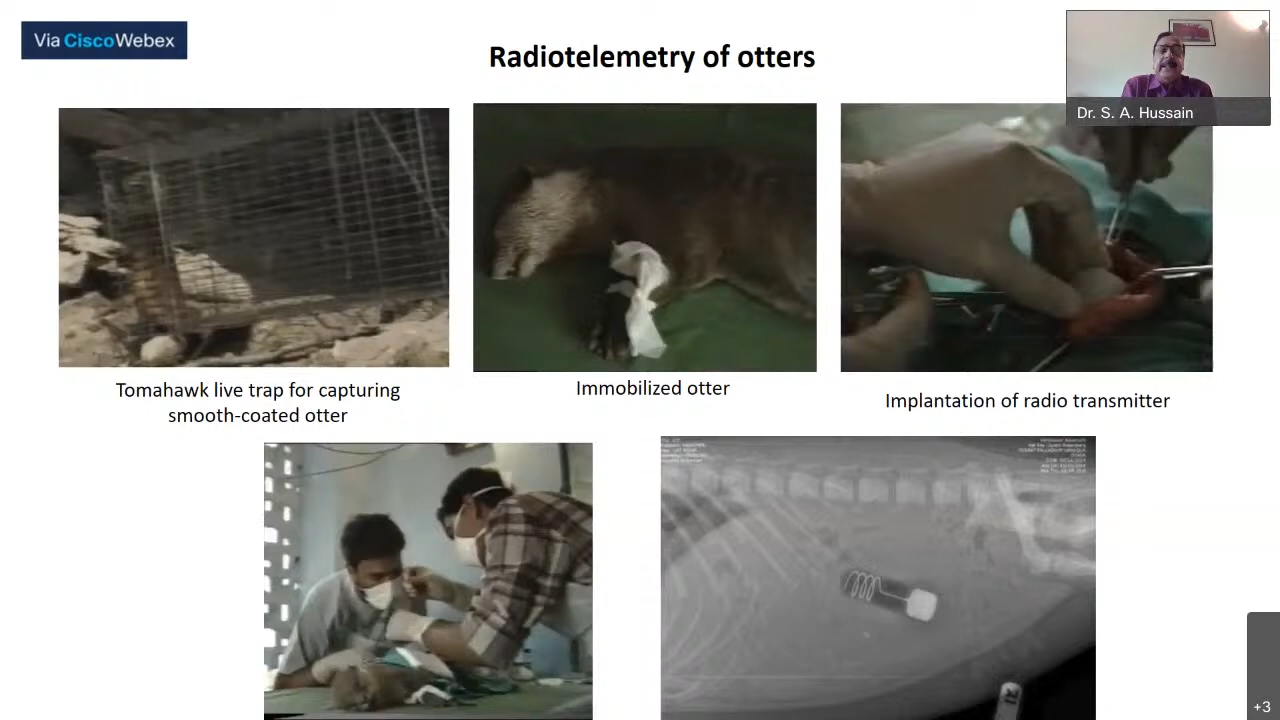 Via CiscoWebex
Radiotelemetry of otters
Dr. S. A. Hussain
Tomahawk live trap for capturing
smooth-coated otter
Immobilized otter
Implantation of radio transmitter
+3